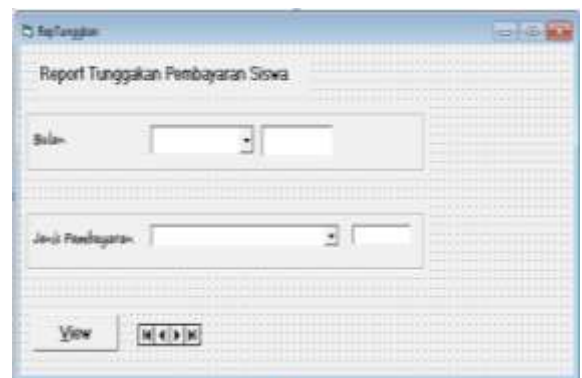 RepTunggakan
Report Tunggakan Pembayaran Siswa
Bulan
Jenis Pembayaran
View